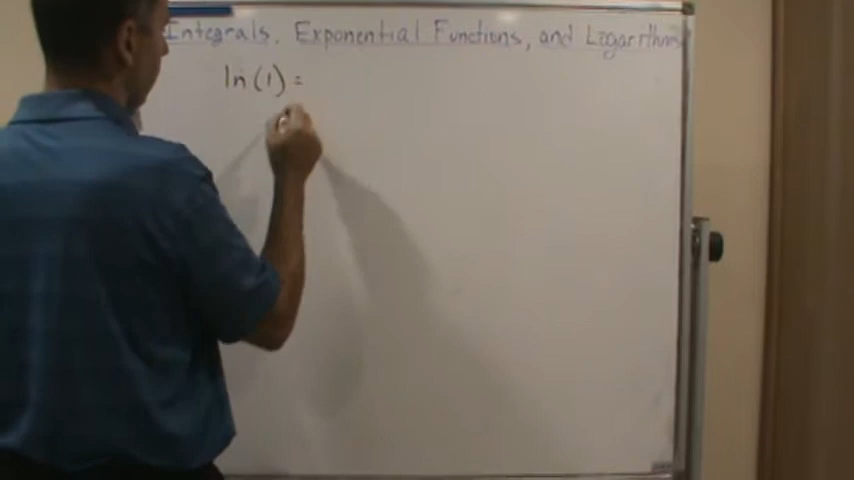 Integrals, Exponential Functions, and Logarithms
ln(1) =